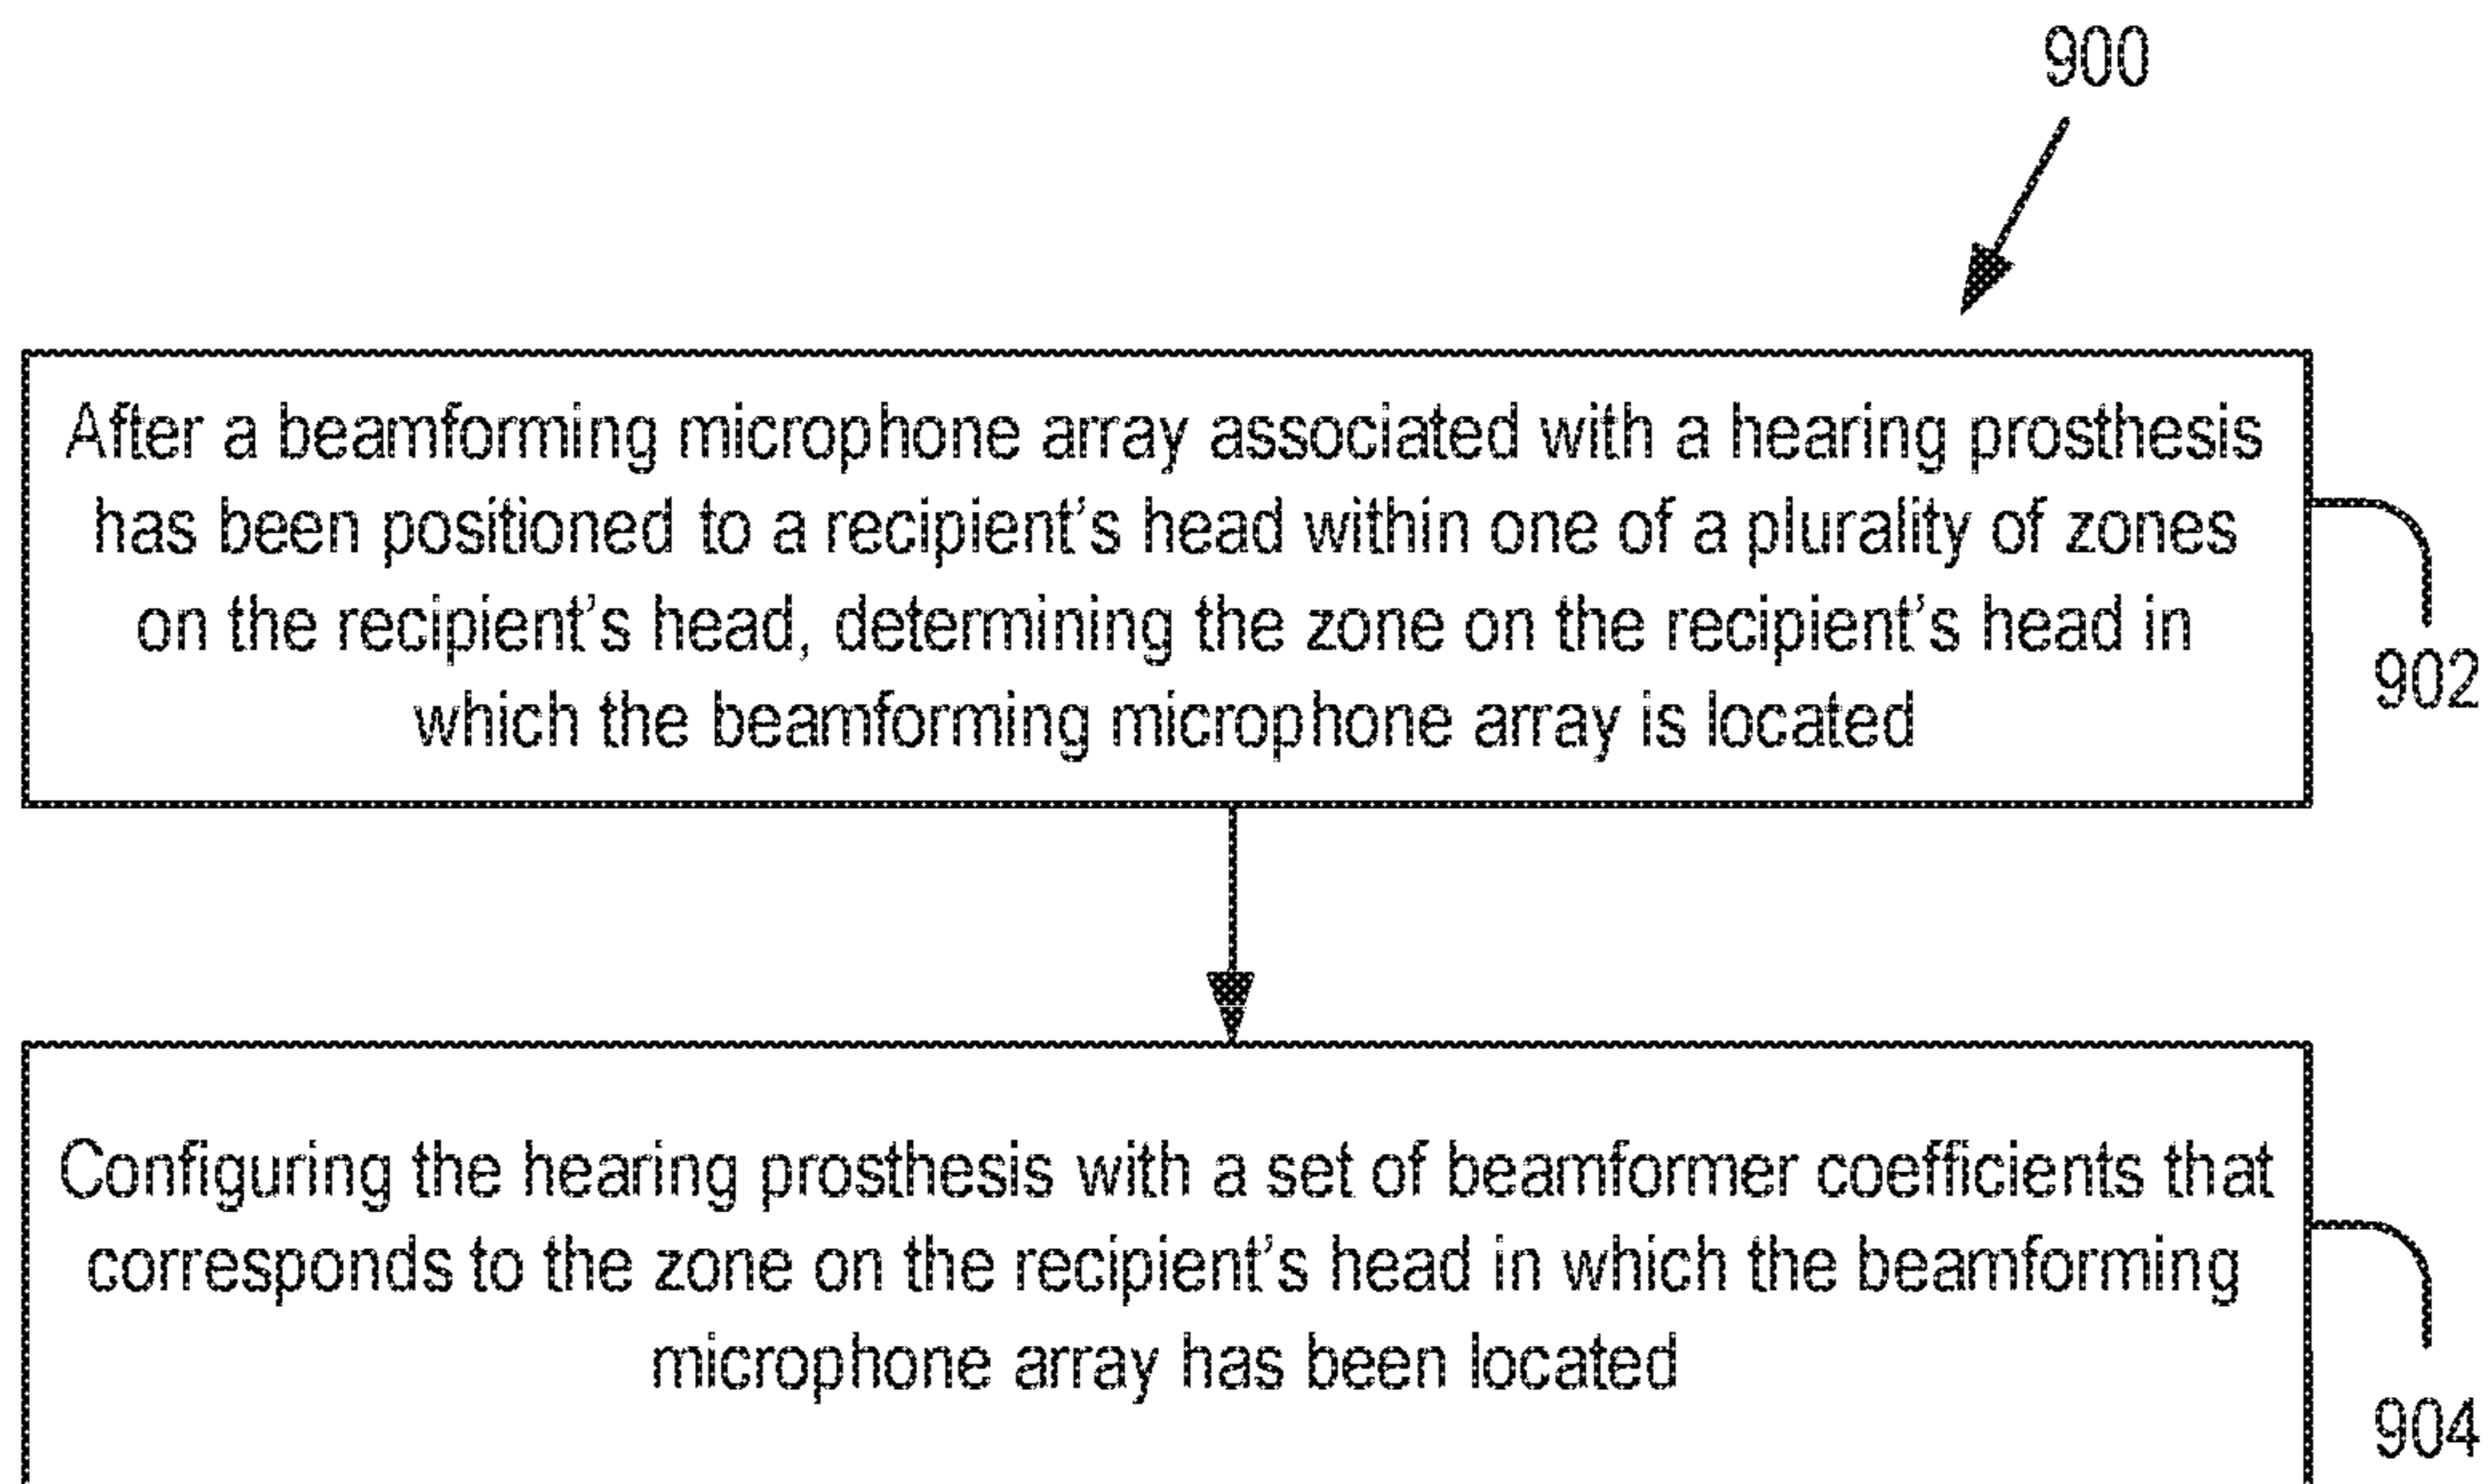 900
After a beamforming microphone array associated with a hearing prosthesis
has been positioned to a recipient's head within one of a plurality of zones
on the recipient's head, determining the zone on the recipient's head in
which the beamforming microphone array is located
902
Configuring the hearing prosthesis with a set of beamformer coefficients that
corresponds to the zone on the recipient's head in which the beamforming
microphone array has been located
904